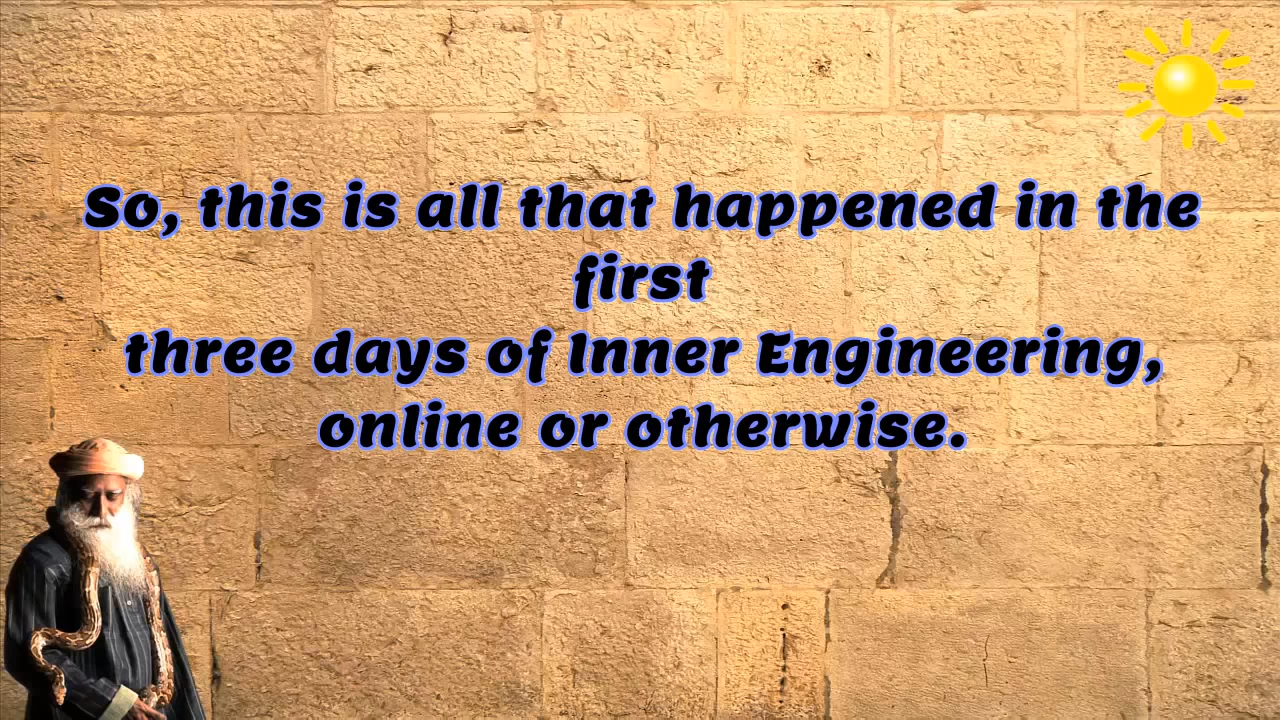 So, this is all that happened in the
first
three days of Inner Engineering,
online or otherwise.